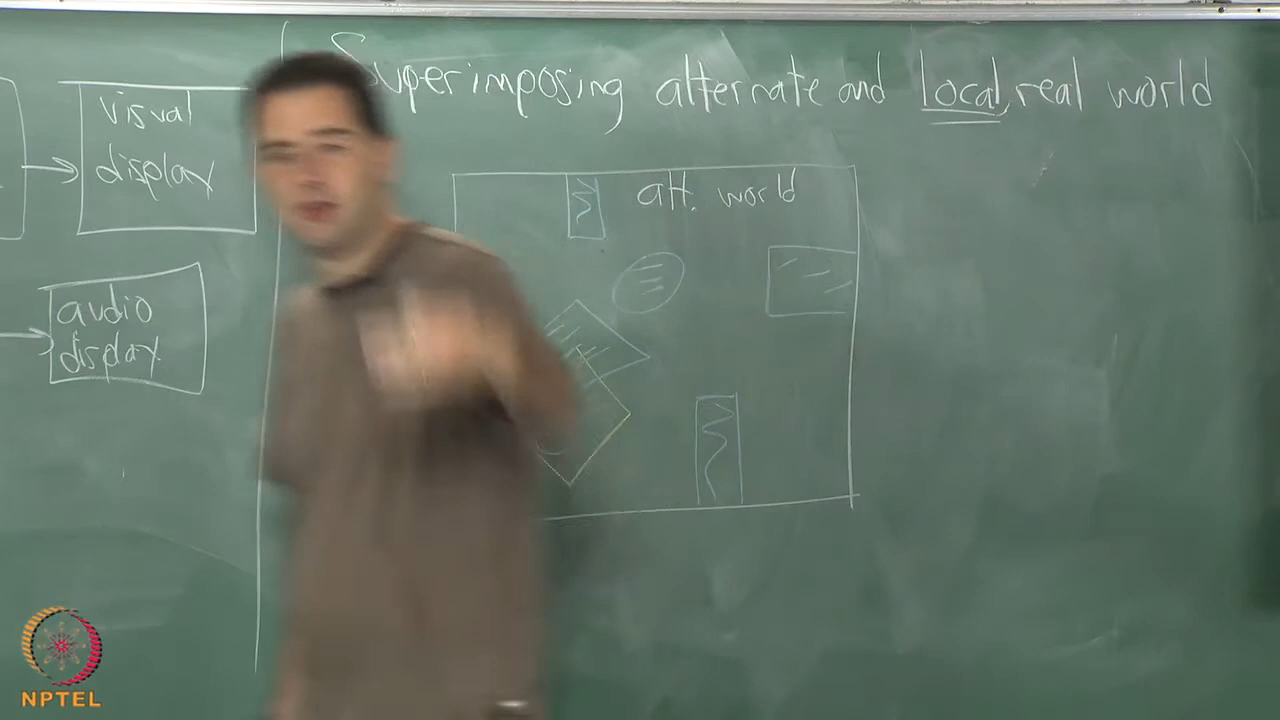 Superimposing alternate and local, real world
visual
display
alt. world
audio
display
NPTEL